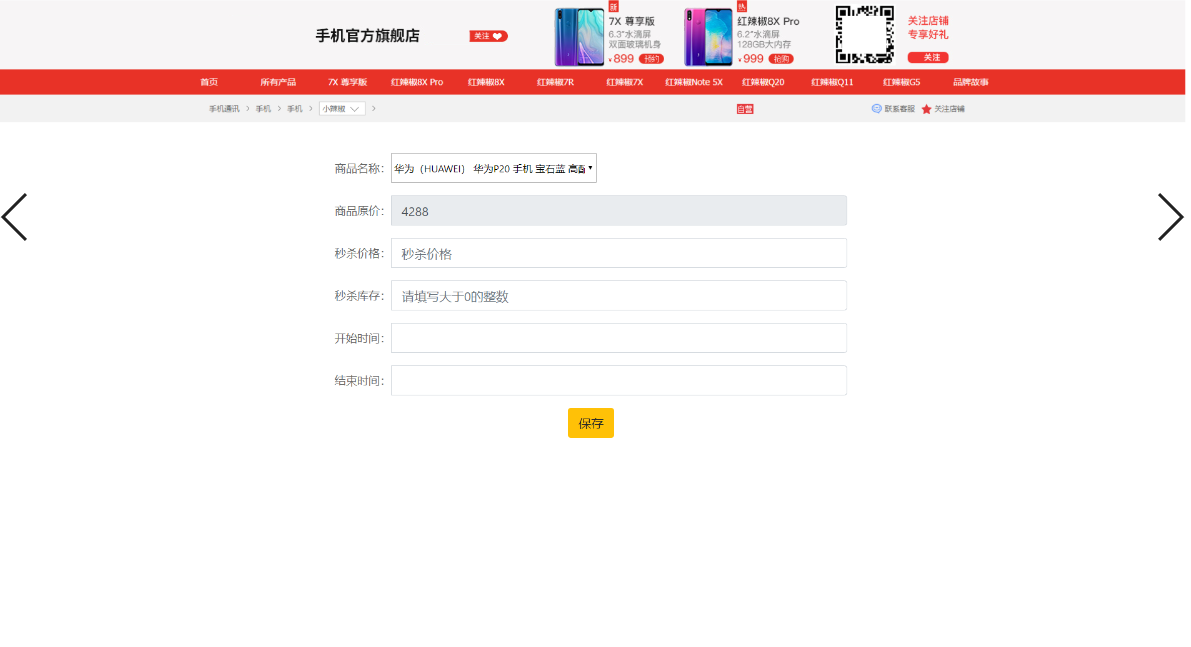 手机官方旗舰店
关注
新
7X 尊享版
6.3"水滴屏
双面玻璃机身
¥899 预约
热
红辣椒8X Pro
6.2"水滴屏
128GB大内存
¥999 抢购
关注店铺
专享好礼
关注
首页 所有产品 7X 尊享版 红辣椒8X Pro 红辣椒8X 红辣椒7R 红辣椒7X 红辣椒Note 5X 红辣椒Q20 红辣椒Q11 红辣椒G5 品牌故事
手机通讯 > 手机 > 手机 > 小辣椒 > 自营 联系客服 关注店铺
商品名称： 华为（HUAWEI） 华为P20 手机 宝石蓝 高配
商品原价： 4288
秒杀价格： 秒杀价格
秒杀库存： 请填写大于0的整数
开始时间：
结束时间：
保存